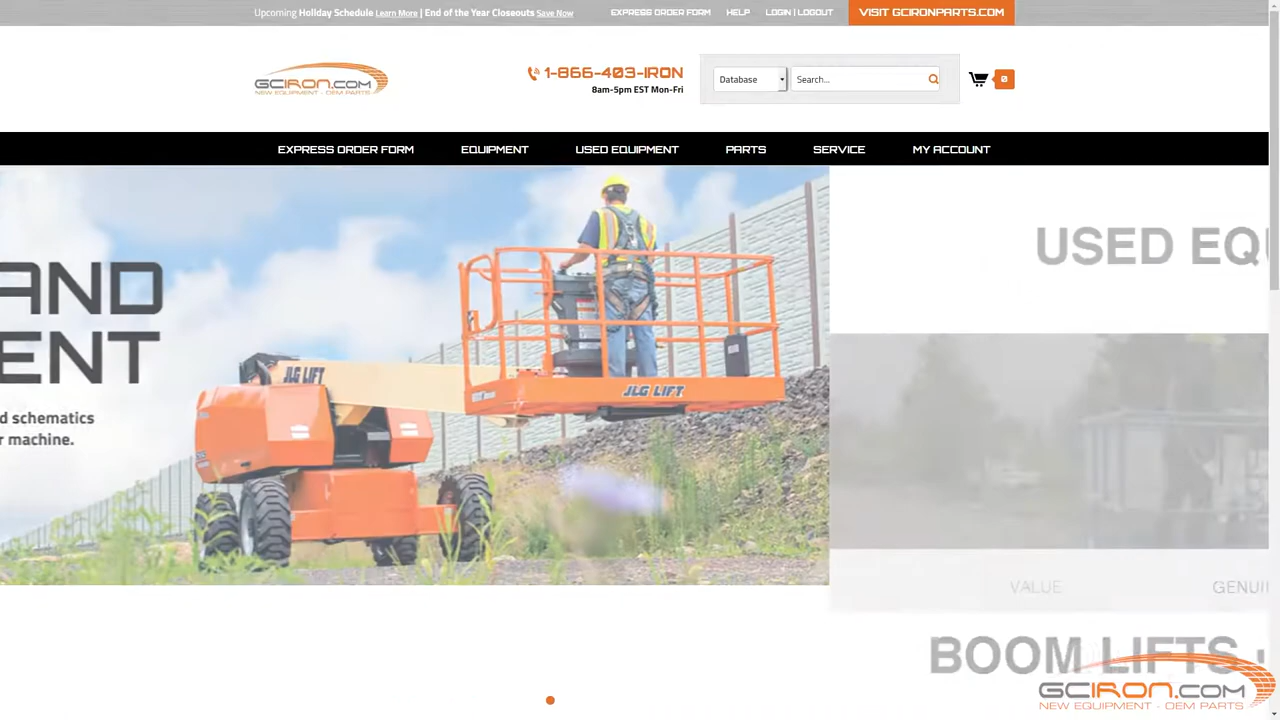 Upcoming Holiday Schedule Learn More | End of the Year Closeouts Save Now
EXPRESS ORDER FORM
HELP
LOGIN | LOGOUT
VISIT GCIRONPARTS.COM
GCIRON.COM
NEW EQUIPMENT - OEM PARTS
1-866-403-IRON
8am-5pm EST Mon-Fri
Database
Search...
0
EXPRESS ORDER FORM
EQUIPMENT
USED EQUIPMENT
PARTS
SERVICE
MY ACCOUNT
AND
ENT
d schematics
r machine.
JLG LIFT
JLG LIFT
USED EQU
VALUE
GENUI
BOOM LIFTS
GCIRON.COM
NEW EQUIPMENT - OEM PARTS